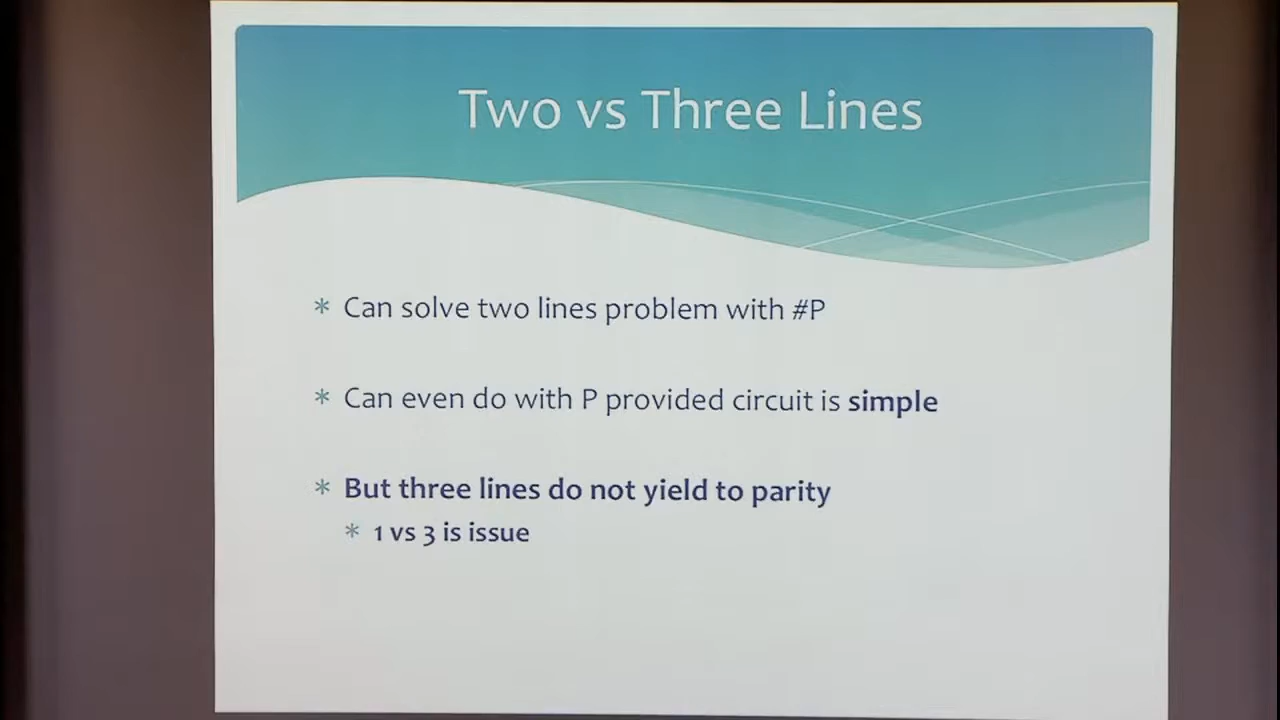 Two vs Three Lines
* Can solve two lines problem with #P
* Can even do with P provided circuit is simple
* But three lines do not yield to parity
* 1 vs 3 is issue